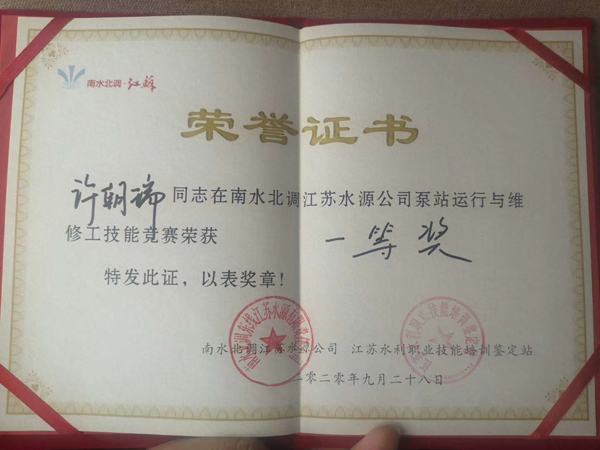 南水北调·江苏
荣誉证书
许朝瑞同志在南水北调江苏水源公司泵站运行与维
修工技能竞赛荣获 一等奖
特发此证，以表奖章！
南水北调江苏水源公司 江苏水利职业技能培训鉴定站
二零二零年九月二十八日